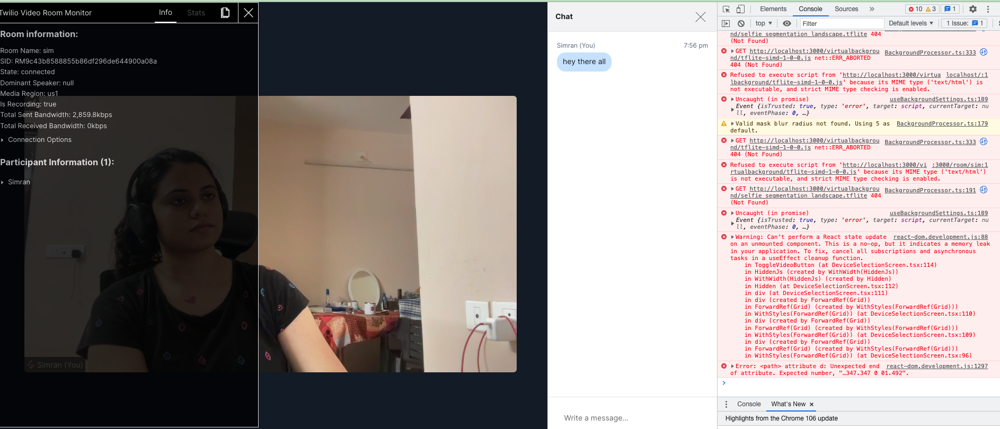 Twilio Video Room Monitor
Info
Stats
Room information:
Room Name: sim
SID: RM9c43b8588855b86df296de644900a08a
State: connected
Dominant Speaker: null
Media Region: us1
Is Recording: true
Total Sent Bandwidth: 2,859.8kbps
Total Received Bandwidth: 0kbps
Connection Options
Participant Information (1):
Simran
Simran (You)
Chat
Simran (You) 7:56 pm
hey there all
Write a message...
Elements Console Sources » 10 3 1
top Filter Default levels 1 Issue: 1
nd/selfie_segmentation_landscape.tflite 404
(Not Found)
GET http://localhost:3000/virtualbackgrou BackgroundProcessor.ts:333
nd/tflite-simd-1-0-0.js net::ERR_ABORTED
404 (Not Found)
Refused to execute script from 'http://localhost:3000/virtua localhost/:1
lbackground/tflite-simd-1-0-0.js' because its MIME type ('text/html') is
not executable, and strict MIME type checking is enabled.
Uncaught (in promise) useBackgroundSettings.ts:189
Event {isTrusted: true, type: 'error', target: script, currentTarget: nu
ll, eventPhase: 0, …}
Valid mask blur radius not found. Using 5 as BackgroundProcessor.ts:179
default.
GET http://localhost:3000/virtualbackgrou BackgroundProcessor.ts:333
nd/tflite-simd-1-0-0.js net::ERR_ABORTED
404 (Not Found)
Refused to execute script from 'http://localhost:3000/vi :3000/room/sim:1
rtualbackground/tflite-simd-1-0-0.js' because its MIME type ('text/html')
is not executable, and strict MIME type checking is enabled.
GET http://localhost:3000/virtualbackgrou BackgroundProcessor.ts:191
nd/selfie_segmentation_landscape.tflite 404
(Not Found)
Uncaught (in promise) useBackgroundSettings.ts:189
Event {isTrusted: true, type: 'error', target: script, currentTarget: nu
ll, eventPhase: 0, …}
Warning: Can't perform a React state update react-dom.development.js:88
on an unmounted component. This is a no-op, but it indicates a memory leak
in your application. To fix, cancel all subscriptions and asynchronous
tasks in a useEffect cleanup function.
in ToggleVideoButton (at DeviceSelectionScreen.tsx:114)
in HiddenJs (created by WithWidth(HiddenJs))
in WithWidth(HiddenJs) (created by Hidden)
in Hidden (at DeviceSelectionScreen.tsx:112)
in div (at DeviceSelectionScreen.tsx:111)
in div (created by ForwardRef(Grid))
in ForwardRef(Grid) (created by WithStyles(ForwardRef(Grid)))
in WithStyles(ForwardRef(Grid)) (at DeviceSelectionScreen.tsx:110)
in div (created by ForwardRef(Grid))
in ForwardRef(Grid) (created by WithStyles(ForwardRef(Grid)))
in WithStyles(ForwardRef(Grid)) (at DeviceSelectionScreen.tsx:109)
in div (created by ForwardRef(Grid))
in ForwardRef(Grid) (created by WithStyles(ForwardRef(Grid)))
in WithStyles(ForwardRef(Grid)) (at DeviceSelectionScreen.tsx:96)
Error: <path> attribute d: Unexpected end react-dom.development.js:1297
of attribute. Expected number, "…347.347 0 01.492".
Console What's New
Highlights from the Chrome 106 update